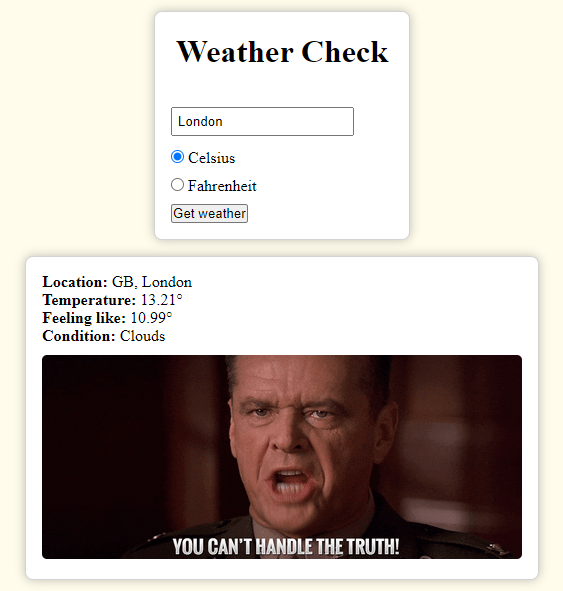 Weather Check
London
Celsius
Fahrenheit
Get weather
Location: GB, London
Temperature: 13.21°
Feeling like: 10.99°
Condition: Clouds
YOU CAN'T HANDLE THE TRUTH!